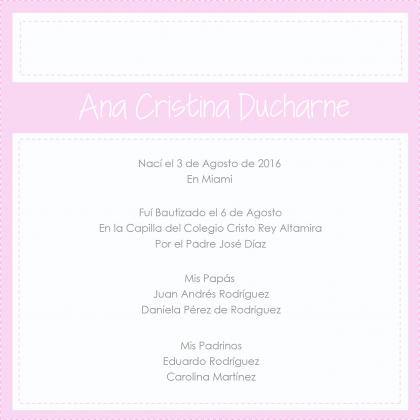 Ana Cristina Ducharne
Nací el 3 de Agosto de 2016
En Miami
Fuí Bautizado el 6 de Agosto
En la Capilla del Colegio Cristo Rey Altamira
Por el Padre José Díaz
Mis Papás
Juan Andrés Rodríguez
Daniela Pérez de Rodríguez
Mis Padrinos
Eduardo Rodríguez
Carolina Martínez